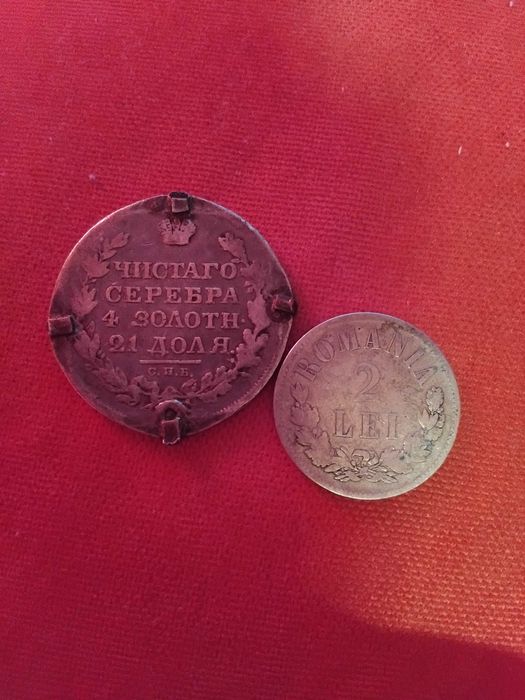 ЧИСТАГО
СЕРЕБРА
4 ЗОЛОТН.
21 ДОЛЯ.
С.П.Б.
ROMANIA
2
LEI